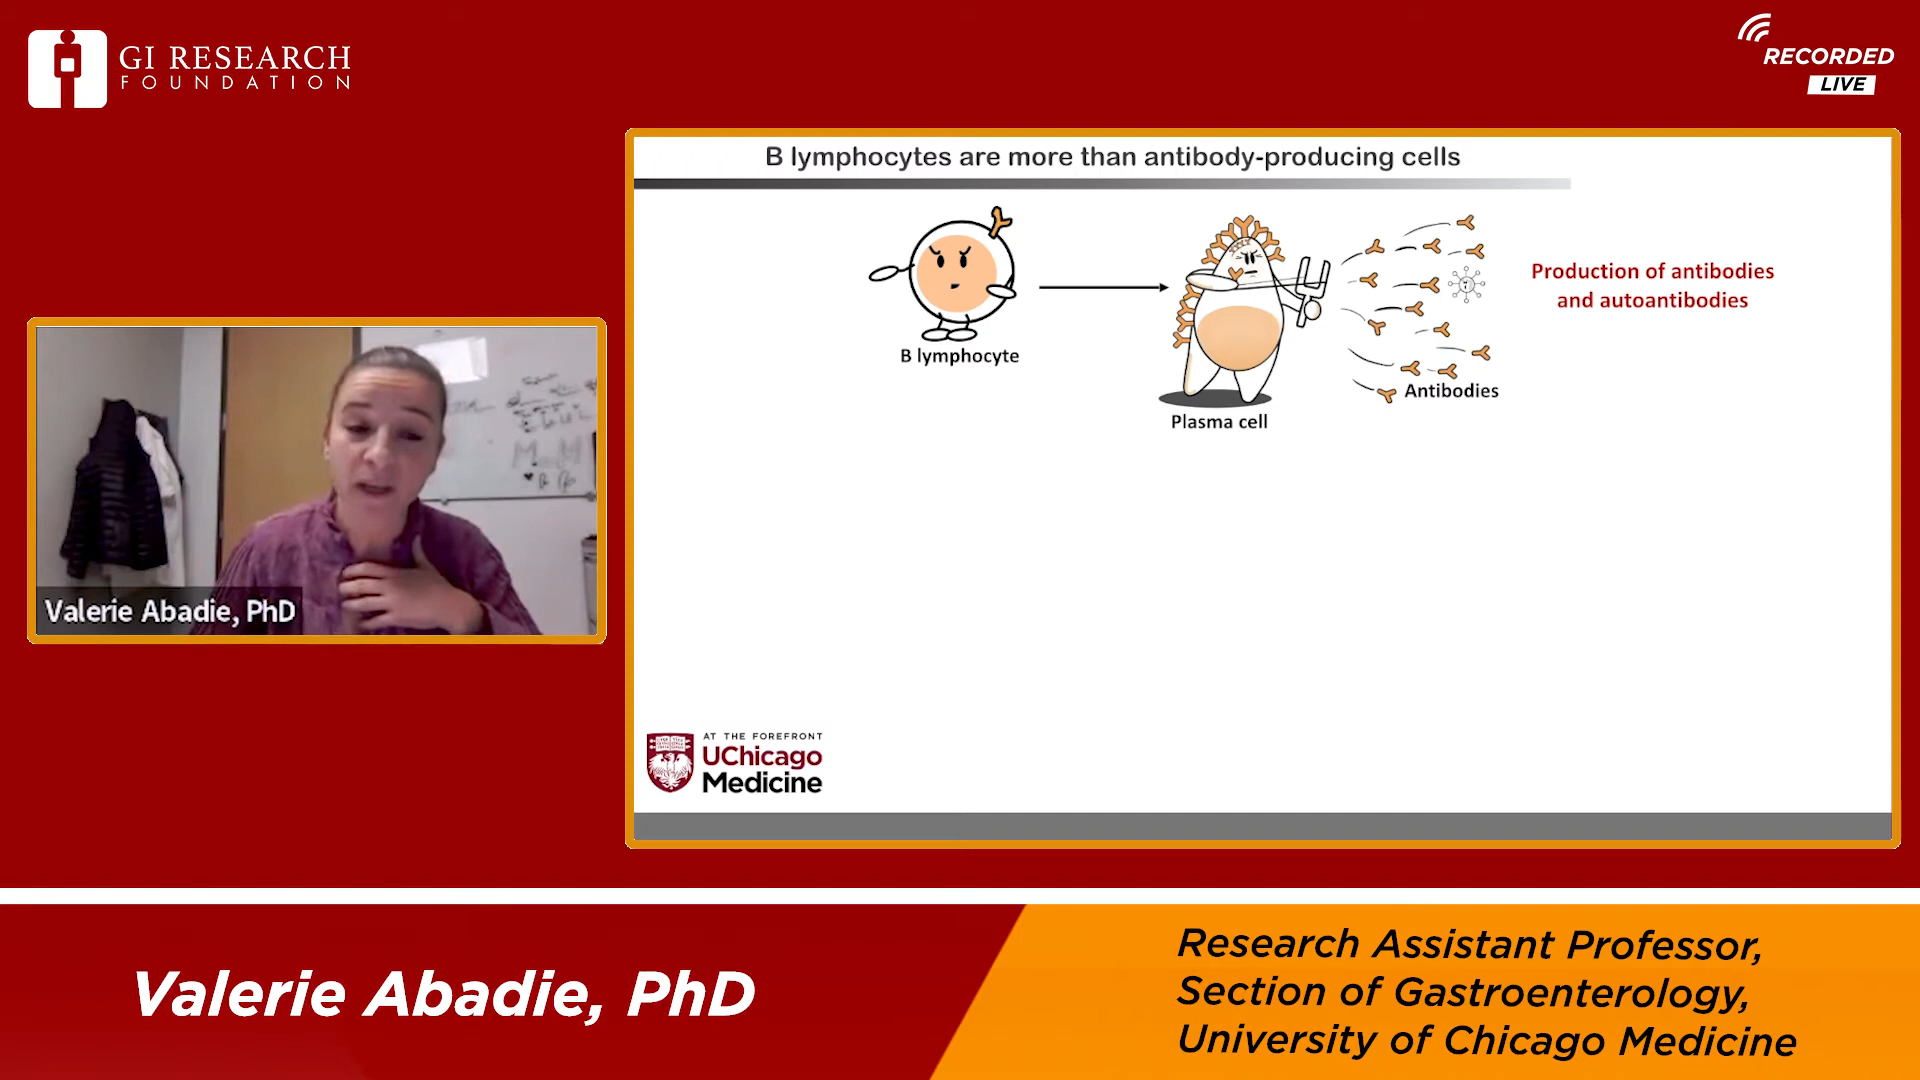 GI RESEARCH
FOUNDATION
RECORDED
LIVE
B lymphocytes are more than antibody-producing cells
B lymphocyte
Plasma cell
Antibodies
Production of antibodies
and autoantibodies
Valerie Abadie, PhD
AT THE FOREFRONT
UChicago
Medicine
Valerie Abadie, PhD
Research Assistant Professor,
Section of Gastroenterology,
University of Chicago Medicine